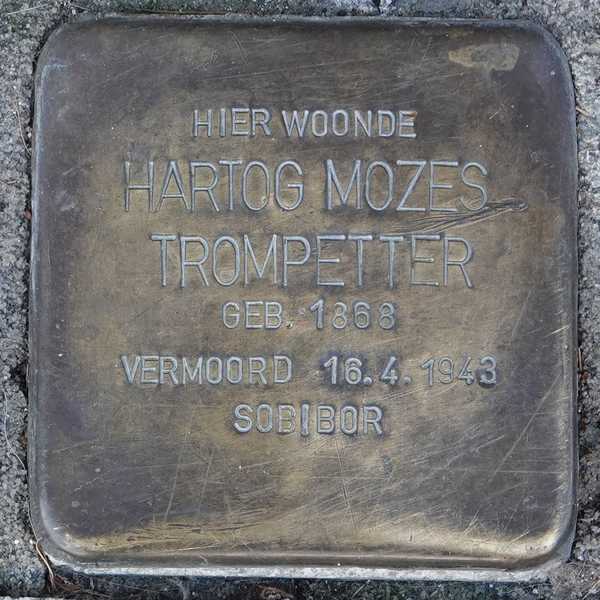 HIER WOONDE
HARTOG MOZES
TROMPETTER
GEB. 1868
VERMOORD 16.4.1943
SOBIBOR